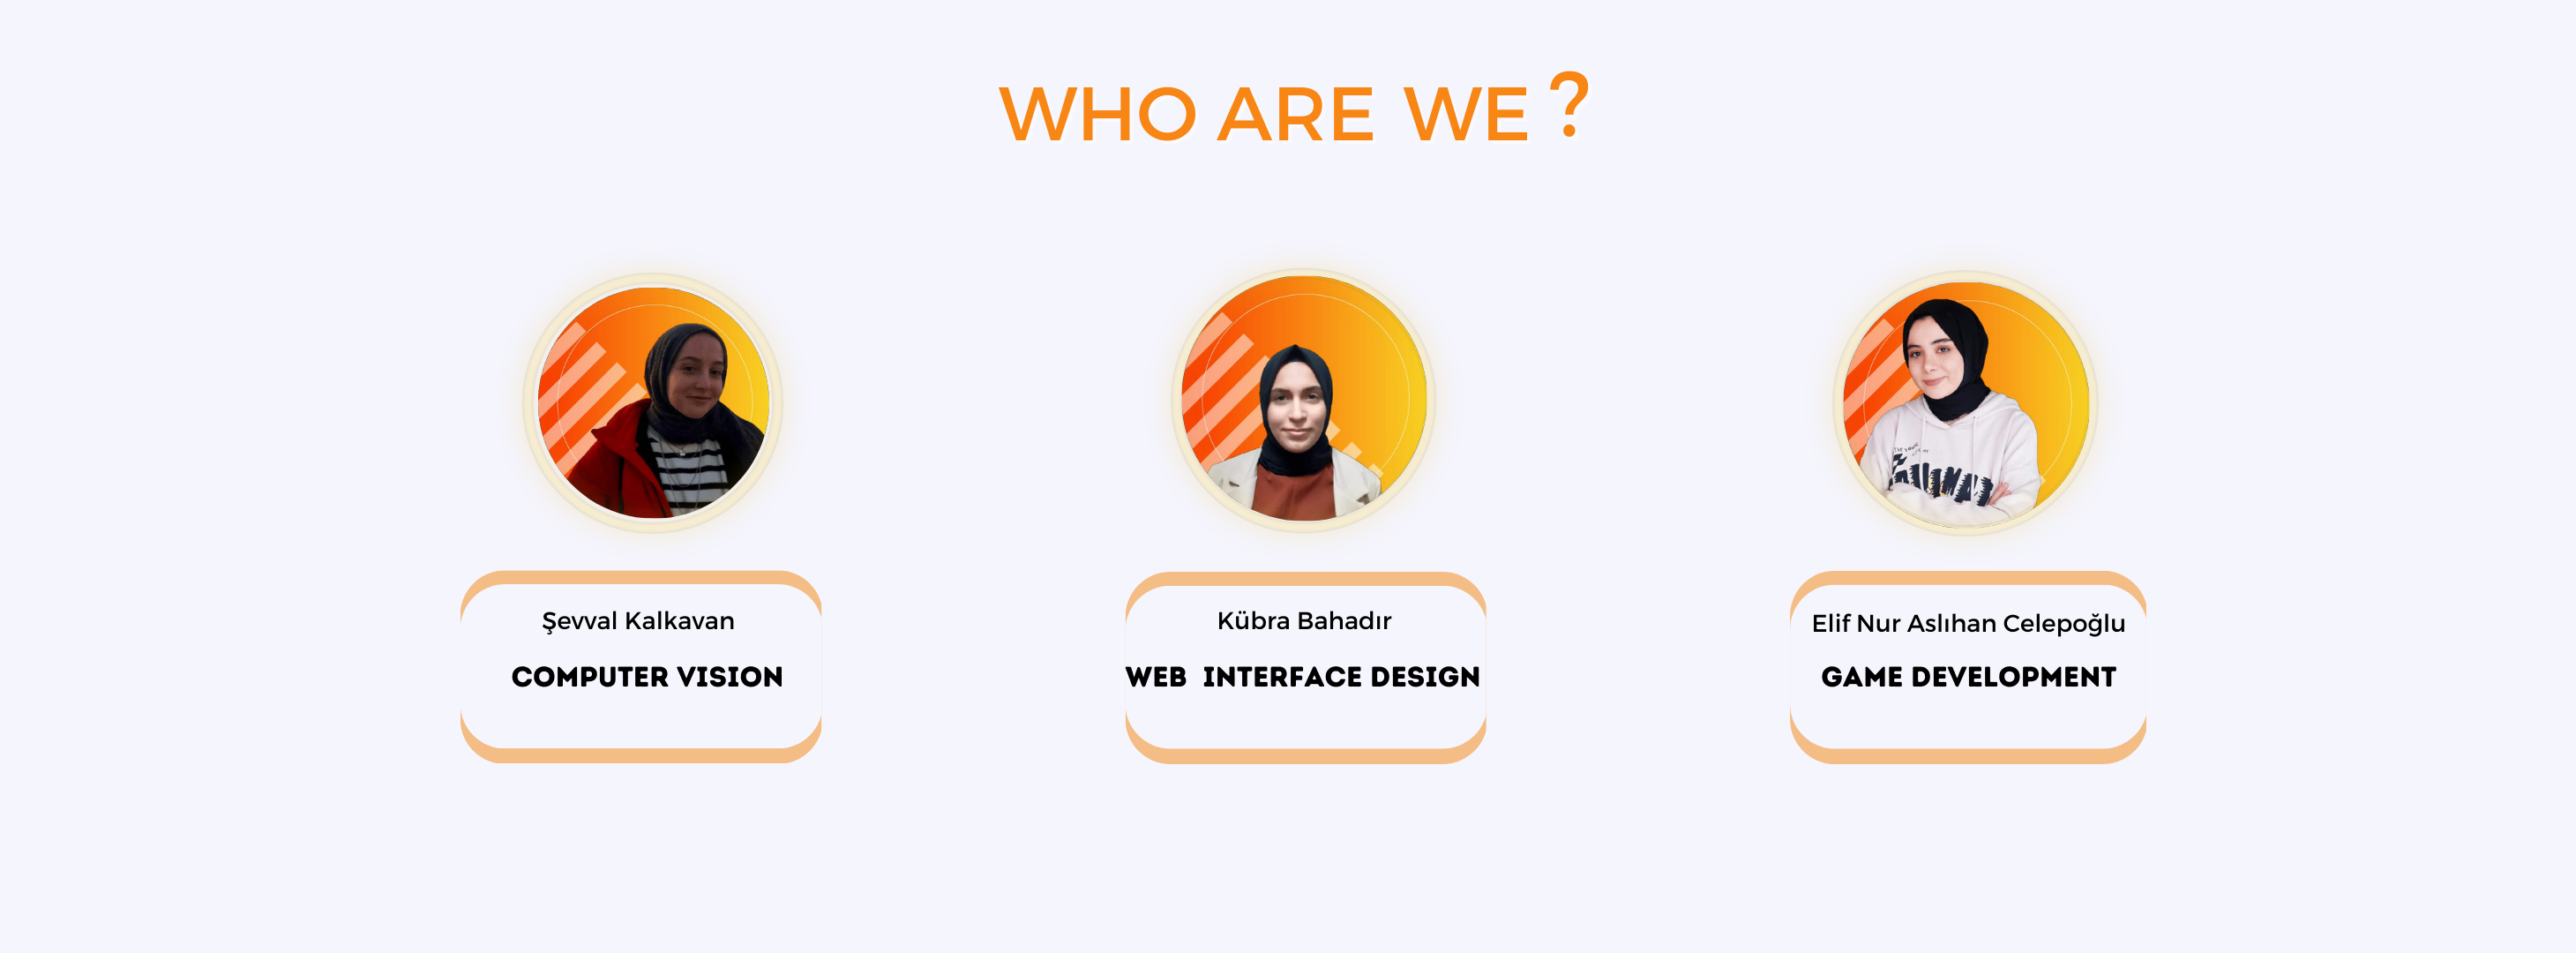 WHO ARE WE ?
Şevval Kalkavan
COMPUTER VISION
Kübra Bahadır
WEB INTERFACE DESIGN
Elif Nur Aslıhan Celepoğlu
GAME DEVELOPMENT